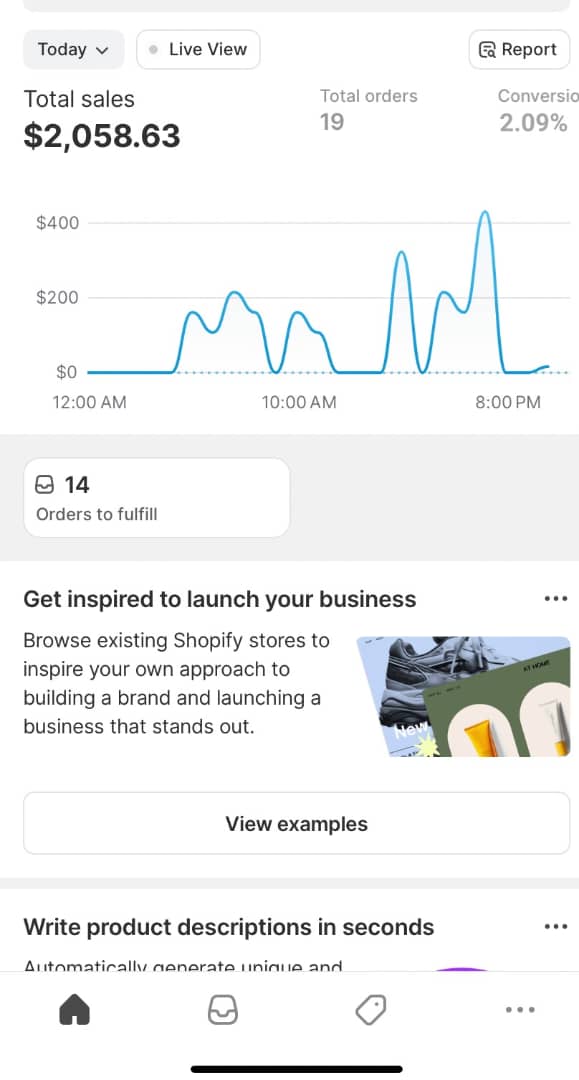 Today
Live View
Report
Total sales
Total orders
Conversio
$2,058.63
19
2.09%
$400
$200
$0
12:00 AM
10:00 AM
8:00 PM
14
Orders to fulfill
Get inspired to launch your business
Browse existing Shopify stores to
inspire your own approach to
building a brand and launching a
business that stands out.
AT HOME
New
View examples
Write product descriptions in seconds
Automatically generate unique and